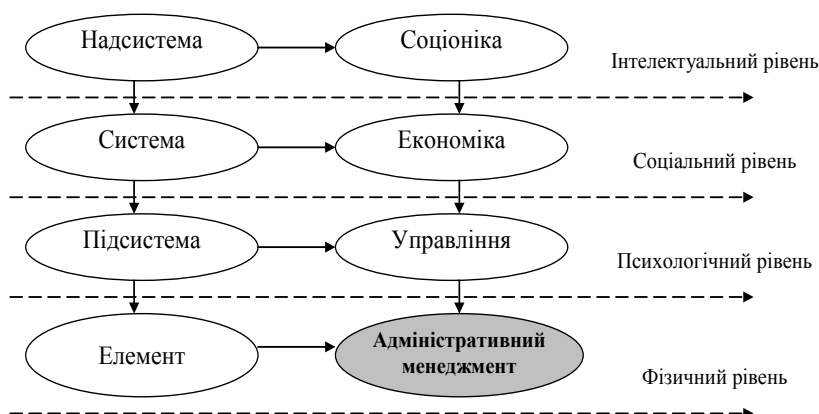 Надсистема
Соціоніка
Інтелектуальний рівень
Система
Економіка
Соціальний рівень
Підсистема
Управління
Психологічний рівень
Елемент
Адміністративний
менеджмент
Фізичний рівень